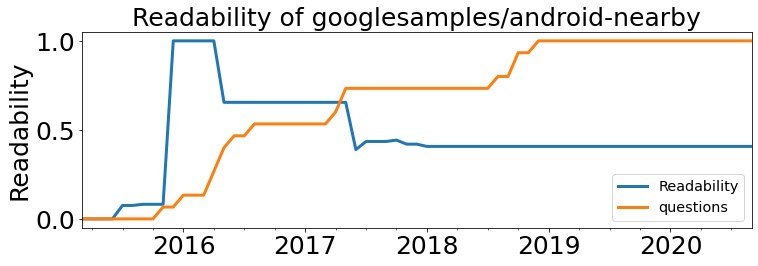 Readability of googlesamples/android-nearby
1.0
0.5
0.0
Readability
Readability
questions
2016 2017 2018 2019 2020